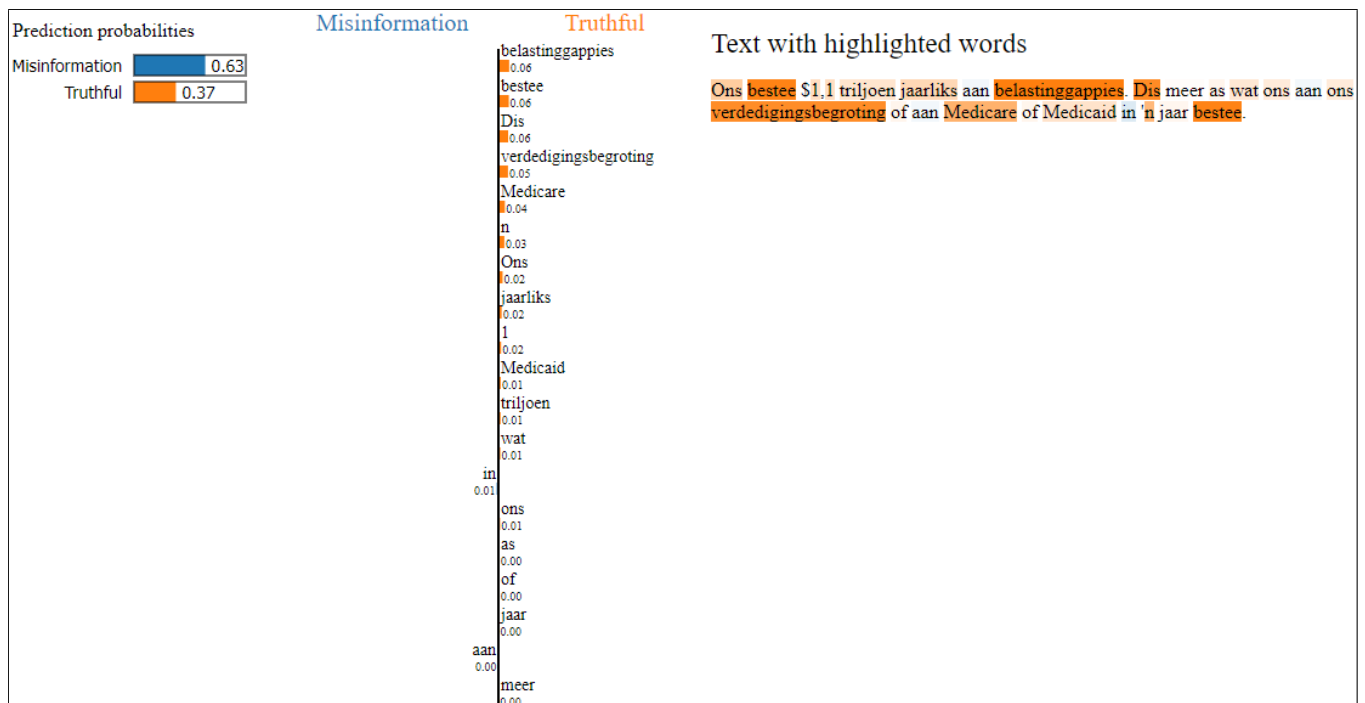 Prediction probabilities
Misinformation 0.63
Truthful 0.37
Misinformation Truthful
belastinggappies
0.06
bestee
0.06
Dis
0.06
verdedigingsbegroting
0.05
Medicare
0.04
n
0.03
Ons
0.02
jaarliks
0.02
1
0.02
Medicaid
0.01
triljoen
0.01
wat
0.01
in
0.01
ons
0.01
as
0.00
of
0.00
jaar
0.00
aan
0.00
meer
0.00
Text with highlighted words
Ons bestee $1,1 triljoen jaarliks aan belastinggappies. Dis meer as wat ons aan ons
verdedigingsbegroting of aan Medicare of Medicaid in 'n jaar bestee.